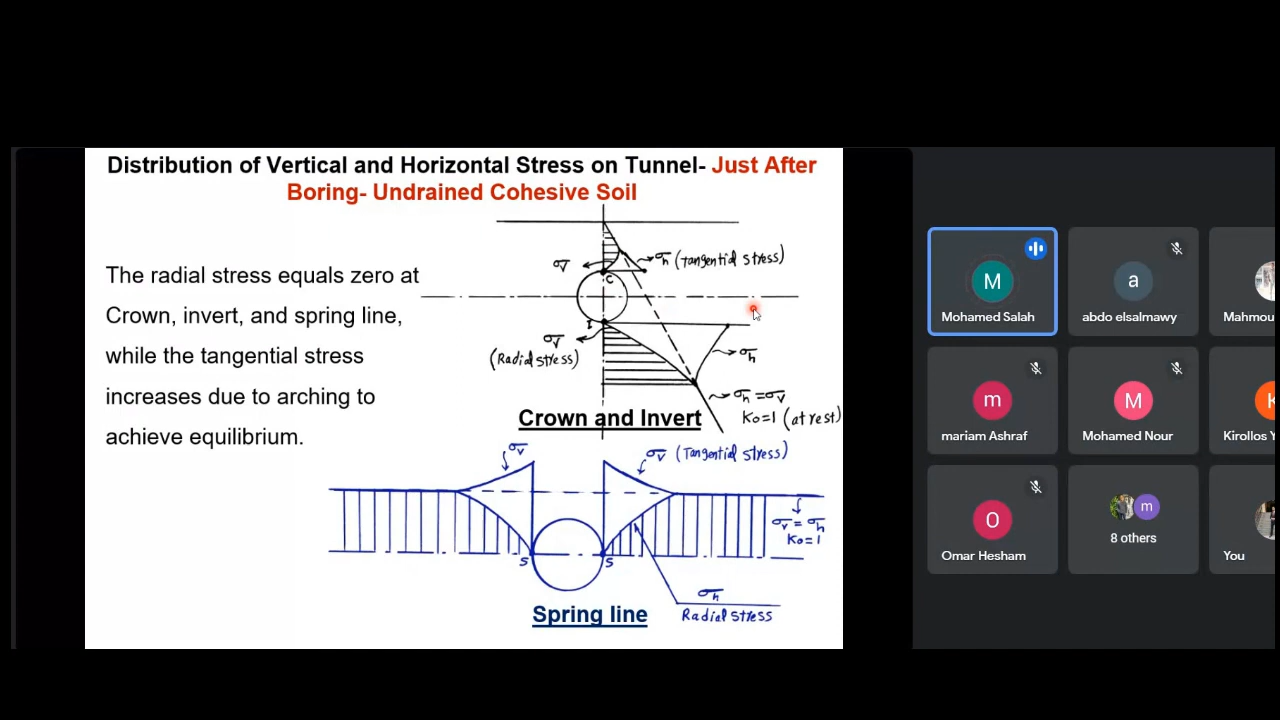 Distribution of Vertical and Horizontal Stress on Tunnel- Just After
Boring- Undrained Cohesive Soil
The radial stress equals zero at
Crown, invert, and spring line,
while the tangential stress
increases due to arching to
achieve equilibrium.
σv
σh (Tangential stress)
C
I
σv
(Radial stress)
σh
σh = σv
Ko=1 (at rest)
Crown and Invert
σv
σv (Tangential stress)
σv = σh
Ko=1
S
S
σh
Radial stress
Spring line
M
Mohamed Salah
a
abdo elsalmawy
Mahmou
m
mariam Ashraf
M
Mohamed Nour
K
Kirollos Y
O
Omar Hesham
m
8 others
You